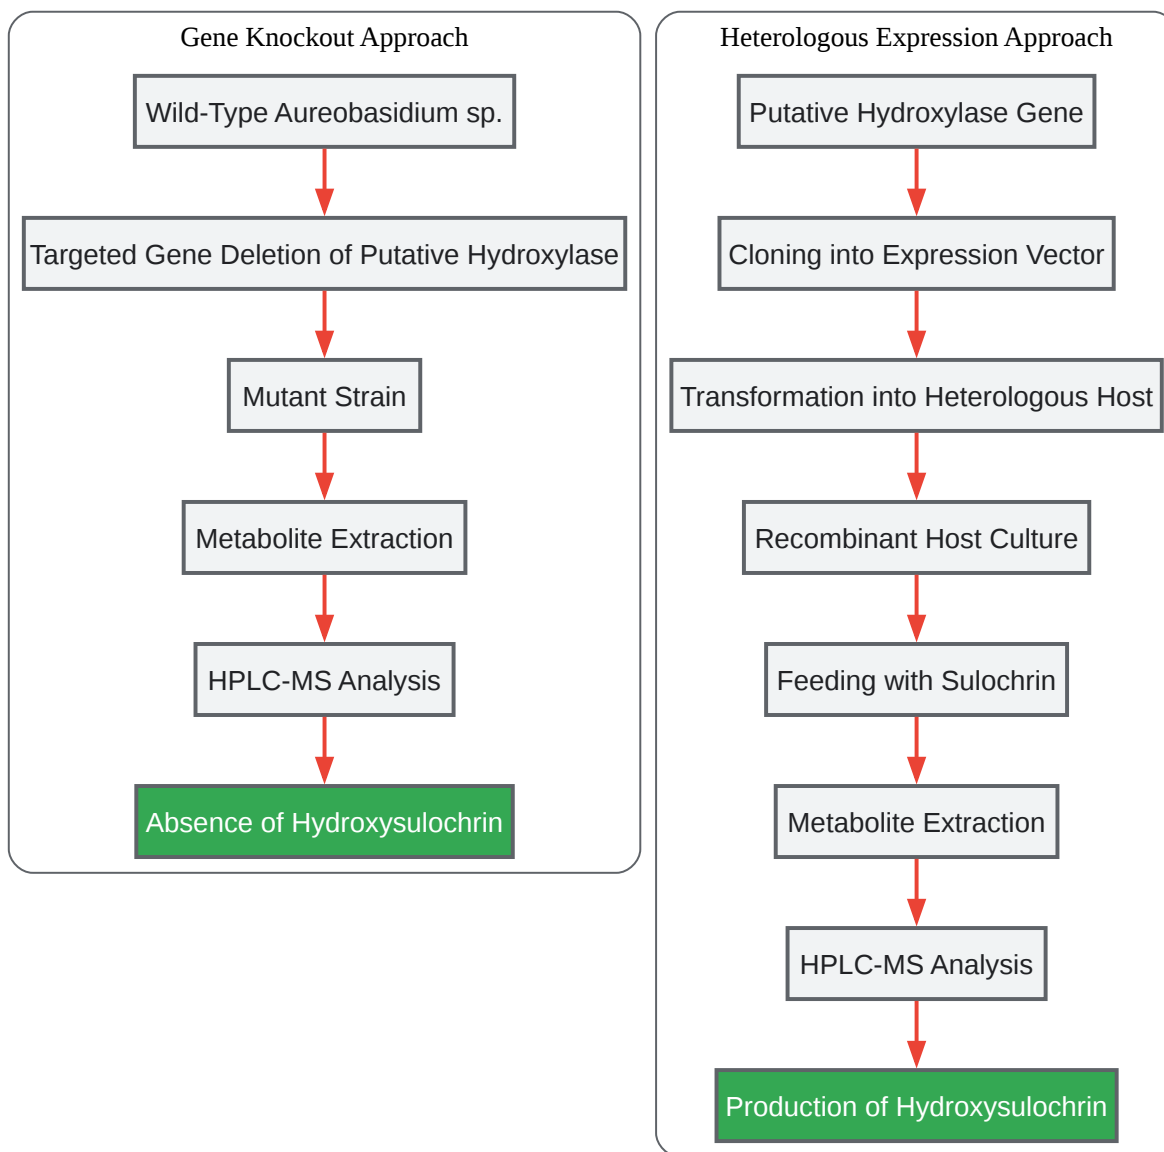 Gene Knockout Approach
Wild-Type Aureobasidium sp.
Targeted Gene Deletion of Putative Hydroxylase
Mutant Strain
Metabolite Extraction
HPLC-MS Analysis
Absence of Hydroxysulochrin
Heterologous Expression Approach
Putative Hydroxylase Gene
Cloning into Expression Vector
Transformation into Heterologous Host
Recombinant Host Culture
Feeding with Sulochrin
Metabolite Extraction
HPLC-MS Analysis
Production of Hydroxysulochrin